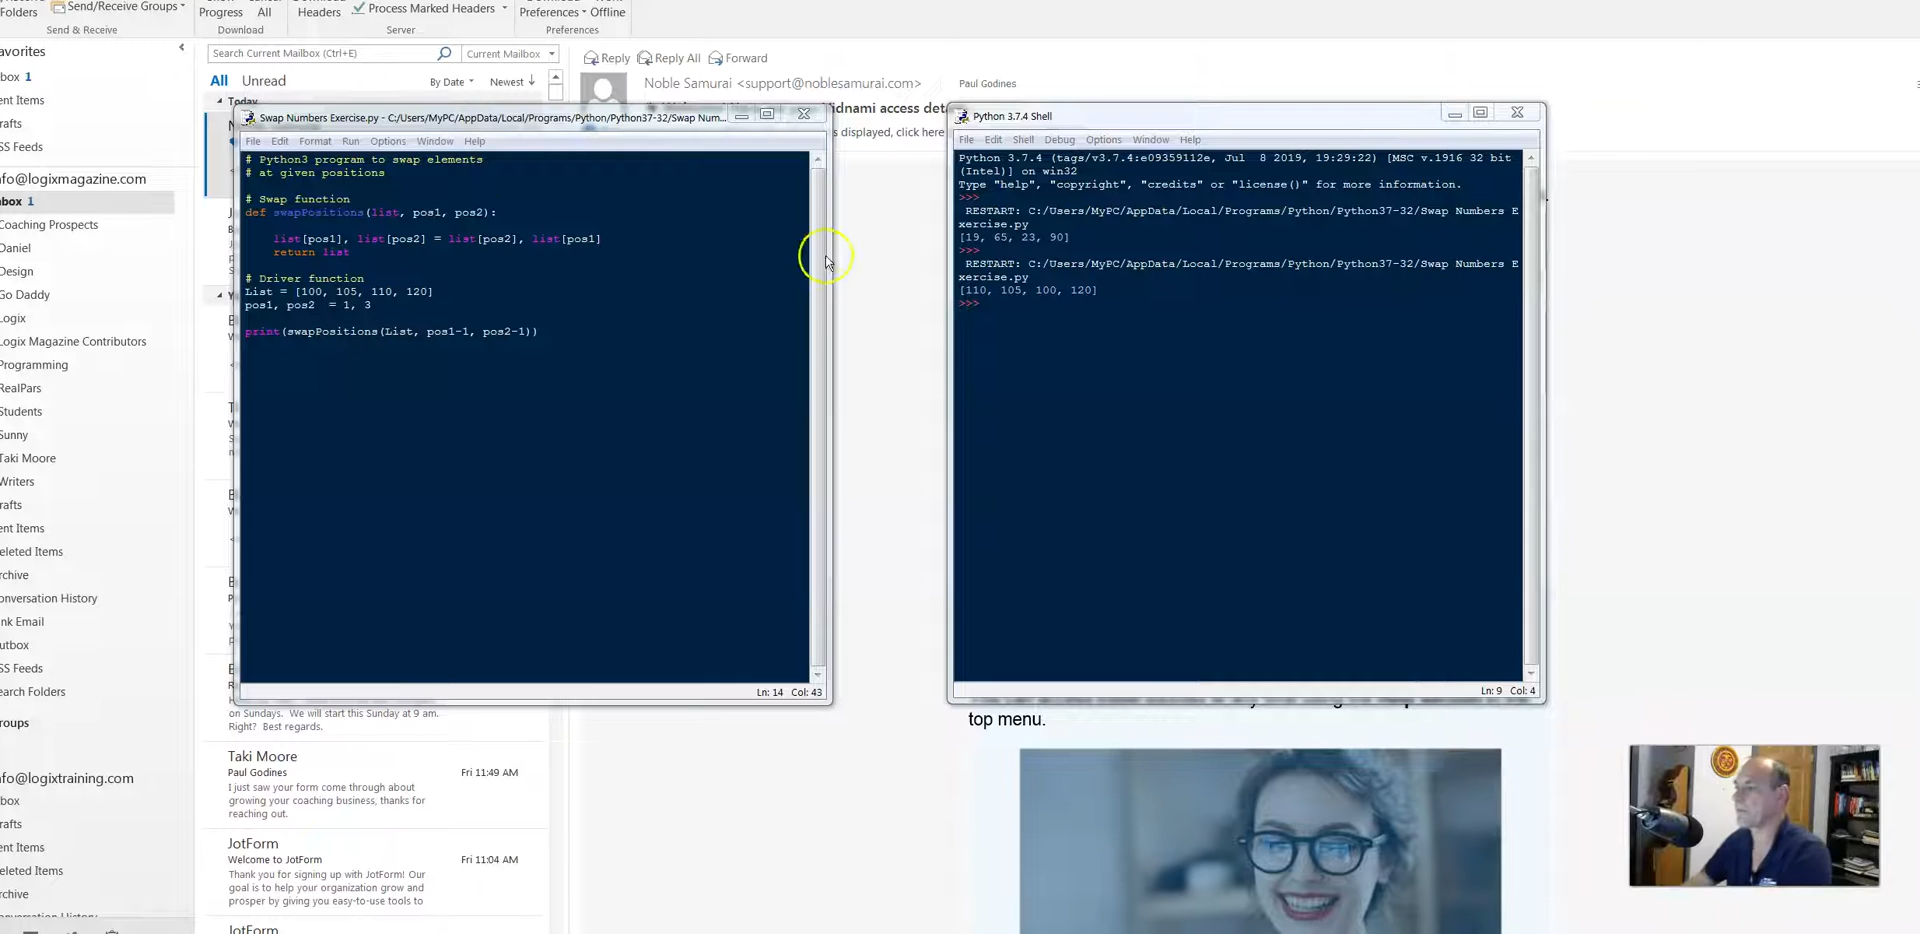 Folders
Send/Receive Groups
Send & Receive
Progress
All
Download
Headers
Process Marked Headers
Server
Preferences
Offline
Preferences
avorites
box 1
ent Items
rafts
SS Feeds
nfo@logixmagazine.com
nbox 1
Coaching Prospects
Daniel
Design
Go Daddy
Logix
Logix Magazine Contributors
Programming
RealPars
Students
Sunny
Taki Moore
Writers
rafts
ent Items
eleted Items
rchive
onversation History
unk Email
utbox
SS Feeds
earch Folders
roups
nfo@logixtraining.com
box
rafts
ent Items
eleted Items
rchive
Search Current Mailbox (Ctrl+E)
Current Mailbox
All Unread
By Date
Newest
Today
on Sundays. We will start this Sunday at 9 am.
Right? Best regards.
Taki Moore
Paul Godines
Fri 11:49 AM
I just saw your form come through about
growing your coaching business, thanks for
reaching out.
JotForm
Welcome to JotForm
Fri 11:04 AM
Thank you for signing up with JotForm! Our
goal is to help your organization grow and
prosper by giving you easy-to-use tools to
JotForm
Reply
Reply All
Forward
Noble Samurai <support@noblesamurai.com>
Paul Godines
Vidnami access deta
is displayed, click here
Swap Numbers Exercise.py - C:/Users/MyPC/AppData/Local/Programs/Python/Python37-32/Swap Num...
File Edit Format Run Options Window Help
# Python3 program to swap elements
# at given positions
# Swap function
def swapPositions(list, pos1, pos2):
list[pos1], list[pos2] = list[pos2], list[pos1]
return list
# Driver function
List = [100, 105, 110, 120]
pos1, pos2  = 1, 3
print(swapPositions(List, pos1-1, pos2-1))
Ln: 14 Col: 43
Python 3.7.4 Shell
File Edit Shell Debug Options Window Help
Python 3.7.4 (tags/v3.7.4:e09359112e, Jul  8 2019, 19:29:22) [MSC v.1916 32 bit
(Intel)] on win32
Type "help", "copyright", "credits" or "license()" for more information.
>>>
RESTART: C:/Users/MyPC/AppData/Local/Programs/Python/Python37-32/Swap Numbers E
xercise.py
[19, 65, 23, 90]
>>>
RESTART: C:/Users/MyPC/AppData/Local/Programs/Python/Python37-32/Swap Numbers E
xercise.py
[110, 105, 100, 120]
>>>
Ln: 9 Col: 4
top menu.